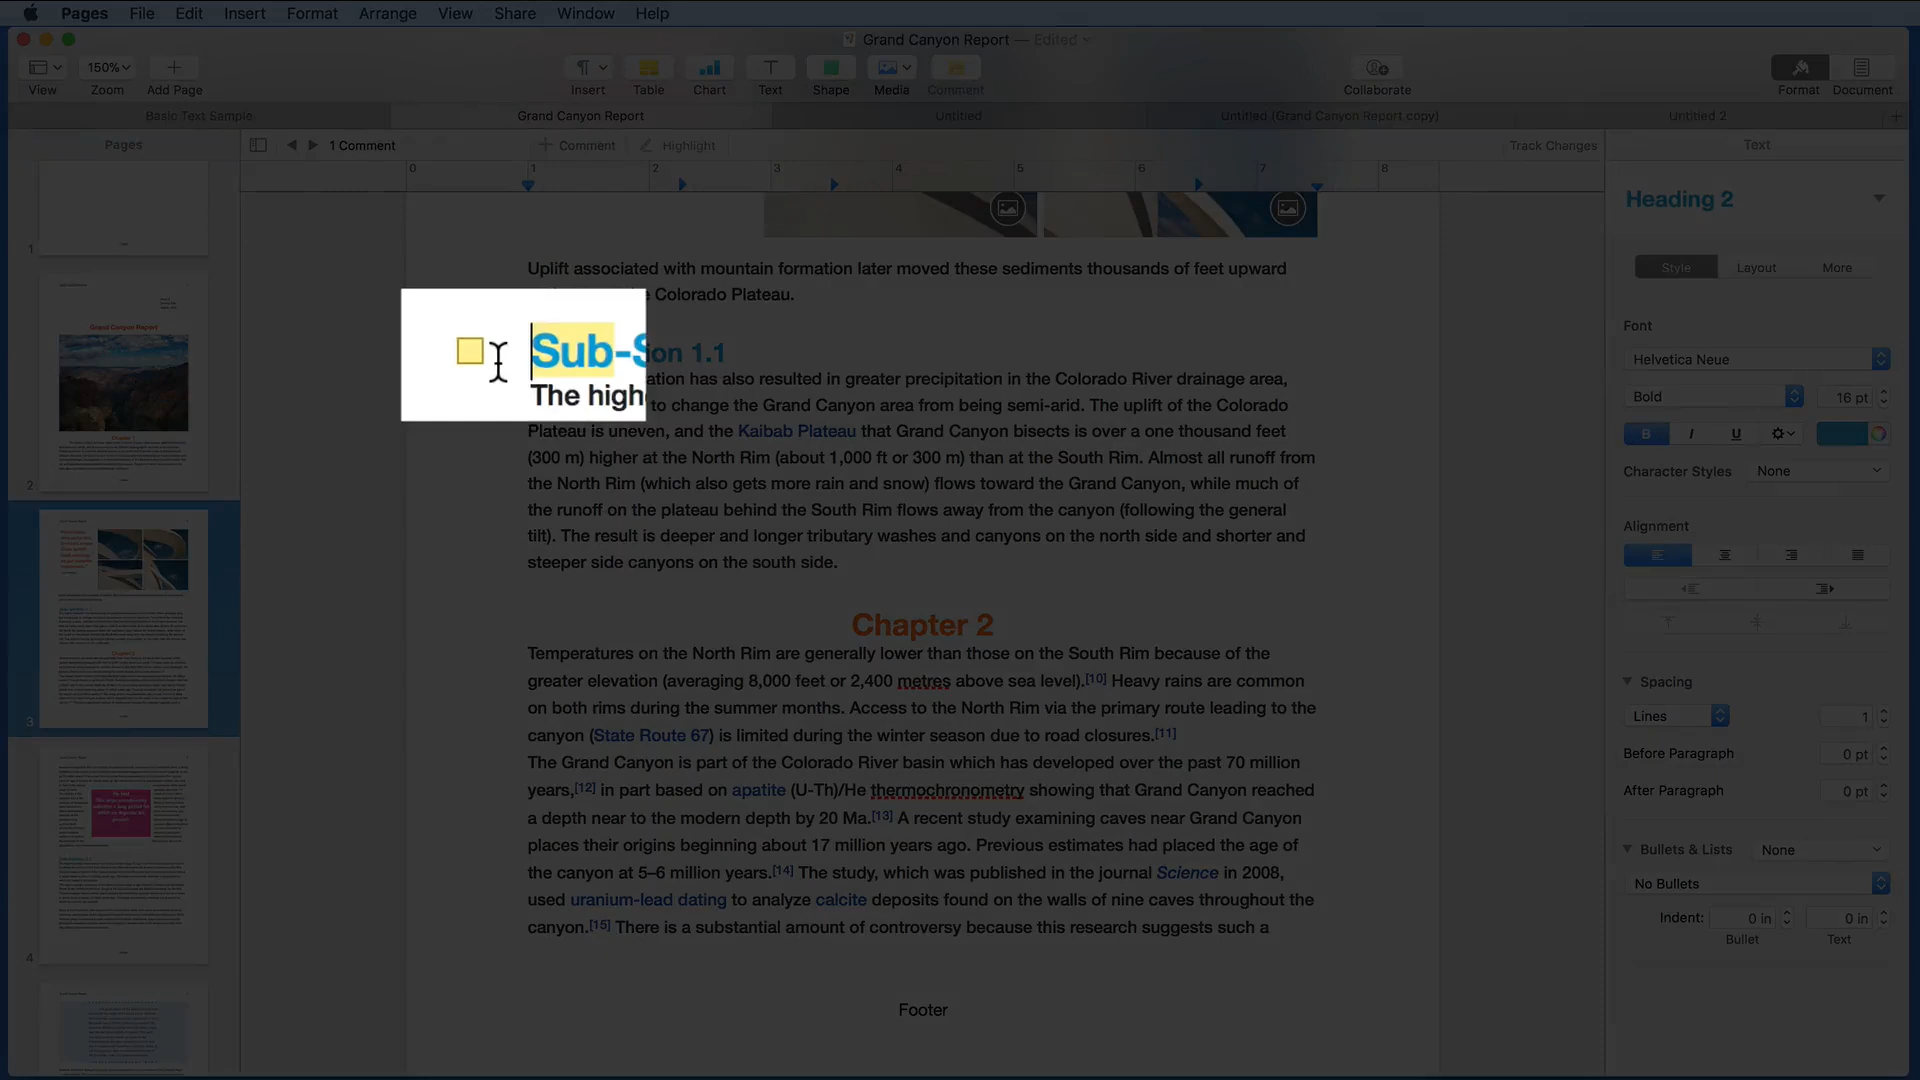 Pages File Edit Insert Format Arrange View Share Window Help
Grand Canyon Report — Edited
150%
View Zoom Add Page Insert Table Chart Text Shape Media Comment Collaborate Format Document
Basic Text Sample Grand Canyon Report Untitled Untitled (Grand Canyon Report copy) Untitled 2
Pages
1 Comment Comment Highlight Track Changes
0 1 2 3 4 5 6 7 8
1
2
3
4
Uplift associated with mountain formation later moved these sediments thousands of feet upward
Colorado Plateau.
Sub-S
The high
on 1.1
ation has also resulted in greater precipitation in the Colorado River drainage area,
to change the Grand Canyon area from being semi-arid. The uplift of the Colorado
Plateau is uneven, and the Kaibab Plateau that Grand Canyon bisects is over a one thousand feet
(300 m) higher at the North Rim (about 1,000 ft or 300 m) than at the South Rim. Almost all runoff from
the North Rim (which also gets more rain and snow) flows toward the Grand Canyon, while much of
the runoff on the plateau behind the South Rim flows away from the canyon (following the general
tilt). The result is deeper and longer tributary washes and canyons on the north side and shorter and
steeper side canyons on the south side.
Chapter 2
Temperatures on the North Rim are generally lower than those on the South Rim because of the
greater elevation (averaging 8,000 feet or 2,400 metres above sea level).[10] Heavy rains are common
on both rims during the summer months. Access to the North Rim via the primary route leading to the
canyon (State Route 67) is limited during the winter season due to road closures.[11]
The Grand Canyon is part of the Colorado River basin which has developed over the past 70 million
years,[12] in part based on apatite (U-Th)/He thermochronometry showing that Grand Canyon reached
a depth near to the modern depth by 20 Ma.[13] A recent study examining caves near Grand Canyon
places their origins beginning about 17 million years ago. Previous estimates had placed the age of
the canyon at 5–6 million years.[14] The study, which was published in the journal Science in 2008,
used uranium-lead dating to analyze calcite deposits found on the walls of nine caves throughout the
canyon.[15] There is a substantial amount of controversy because this research suggests such a
Footer
Text
Heading 2
Style Layout More
Font
Helvetica Neue
Bold 16 pt
B I U
Character Styles None
Alignment
Spacing
Lines 1
Before Paragraph 0 pt
After Paragraph 0 pt
Bullets & Lists None
No Bullets
Indent: 0 in 0 in
Bullet Text